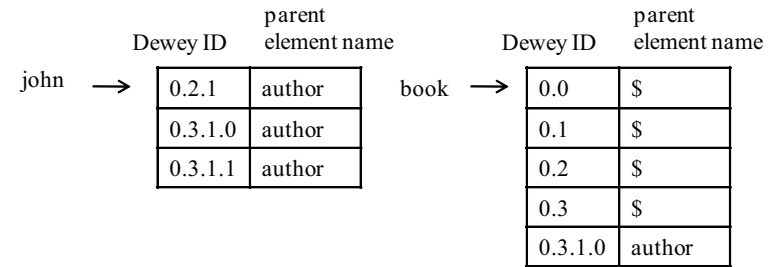 Dewey ID parent element name Dewey ID parent element name
john 0.2.1 author book 0.0 $
0.3.1.0 author 0.1 $
0.3.1.1 author 0.2 $
0.3 $
0.3.1.0 author